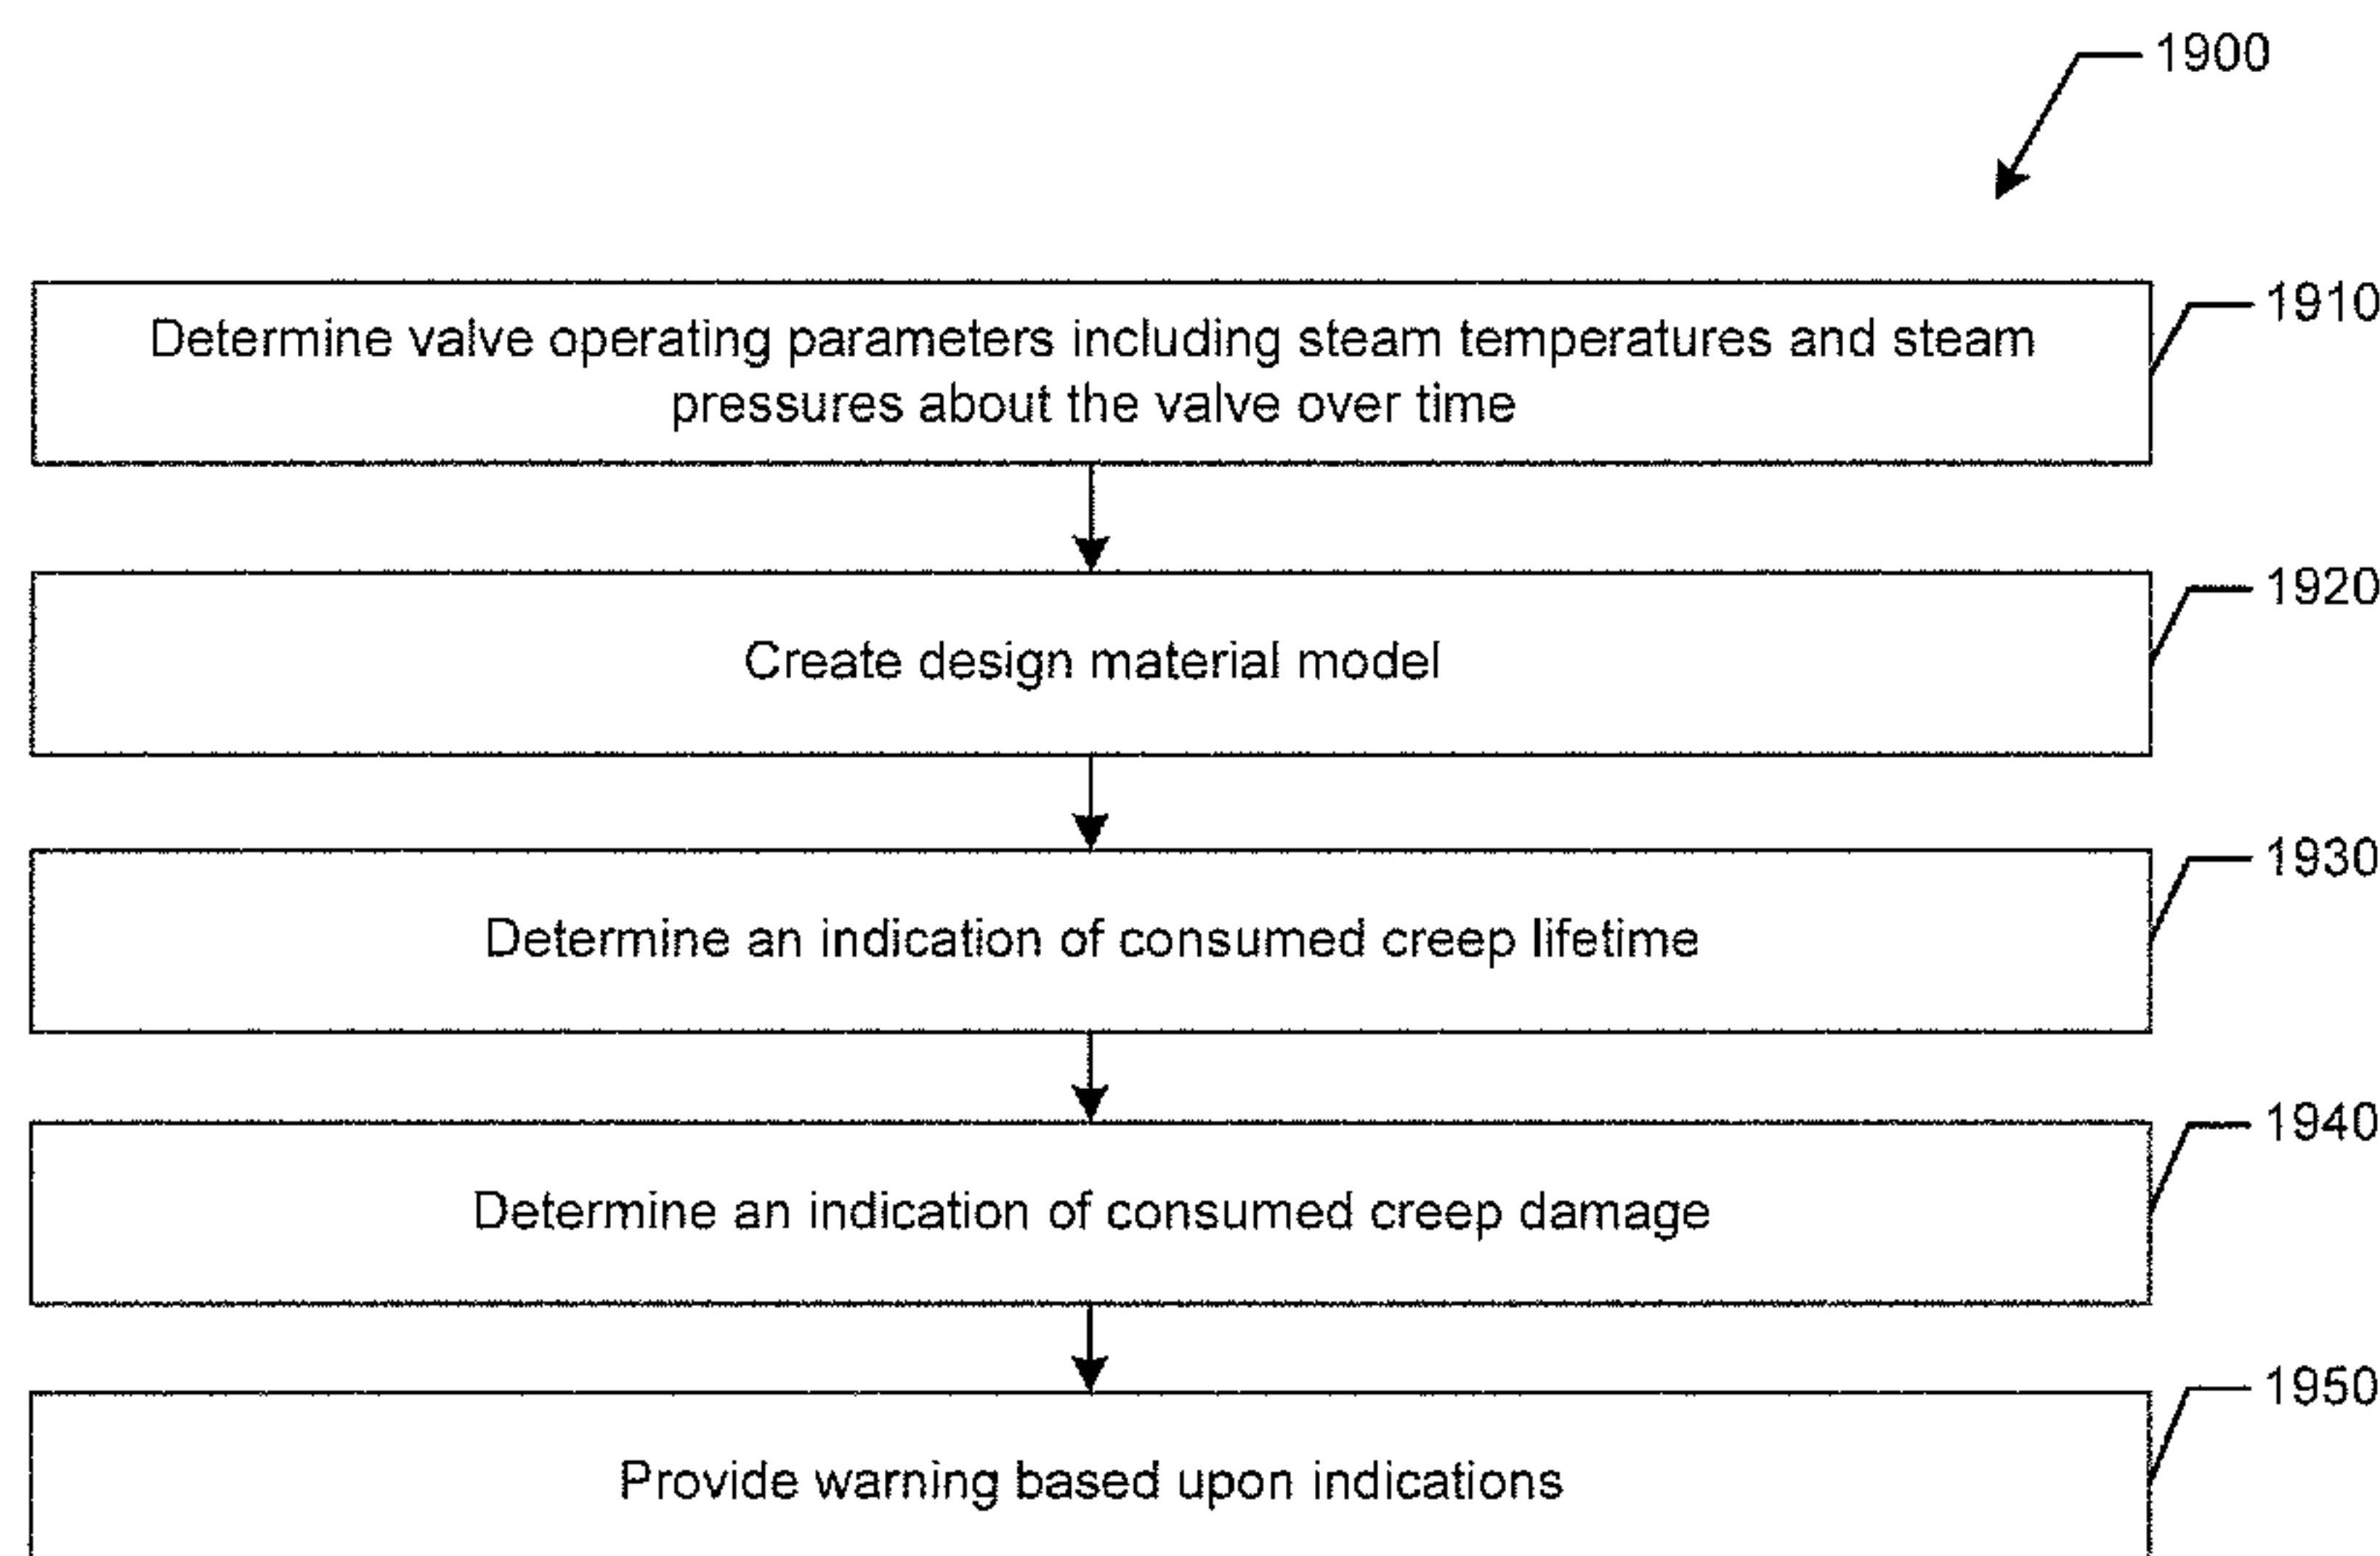 1900
1910
Determine valve operating parameters including steam temperatures and steam
pressures about the valve over time
1920
Create design material model
1930
Determine an indication of consumed creep lifetime
1940
Determine an indication of consumed creep damage
1950
Provide warning based upon indications